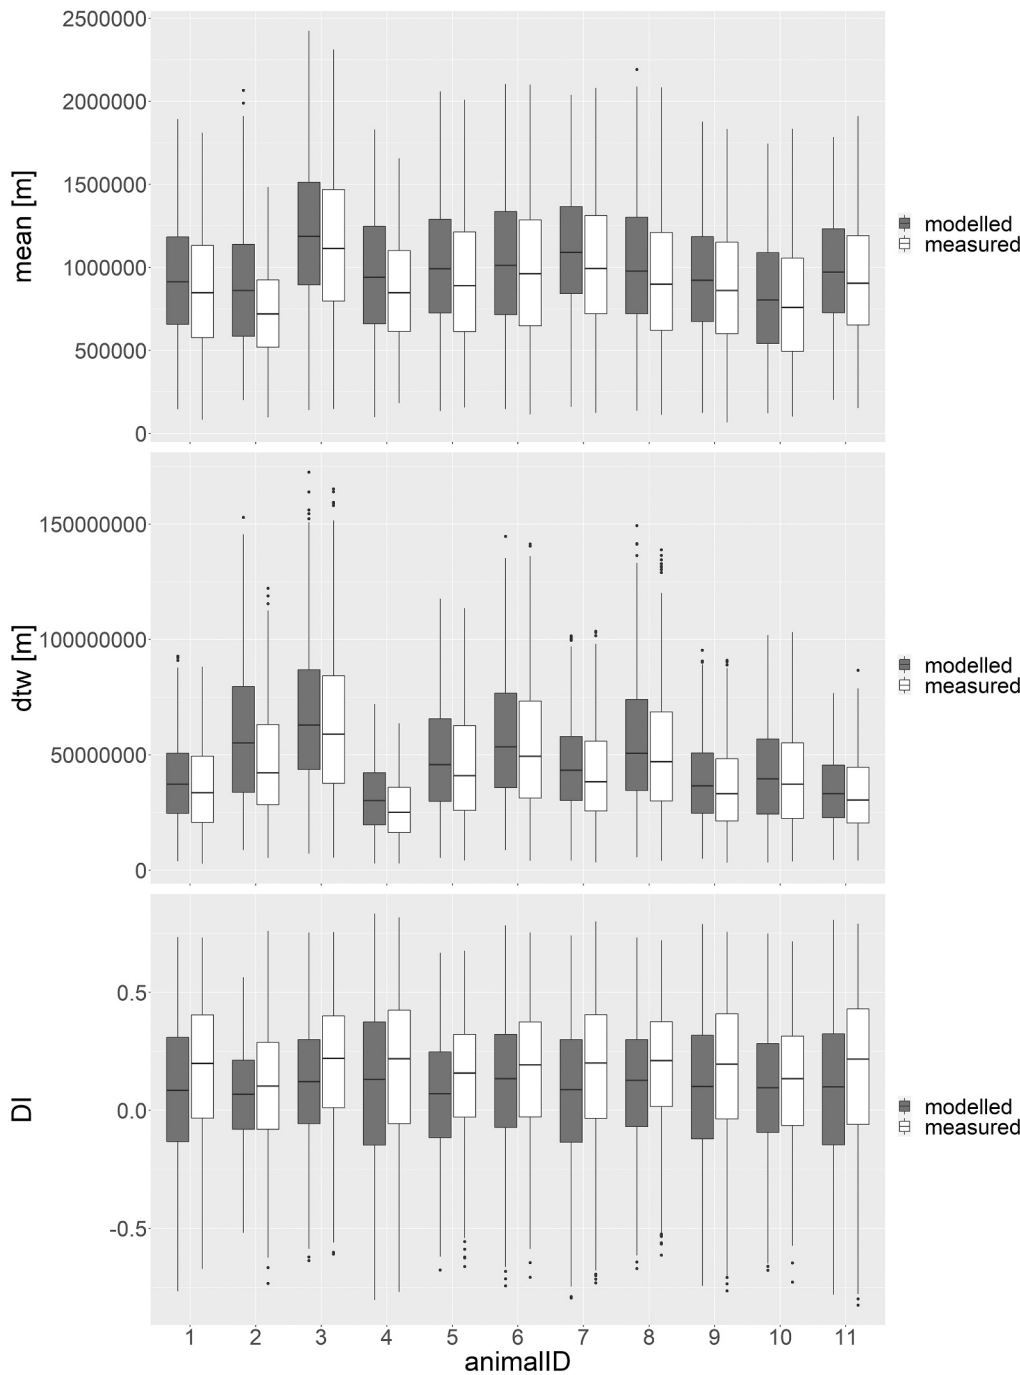 2500000
2000000
1500000
1000000
500000
0
mean [m]
modelled
measured
150000000
100000000
50000000
0
dtw [m]
modelled
measured
0.5
0.0
-0.5
DI
modelled
measured
1 2 3 4 5 6 7 8 9 10 11
animalID